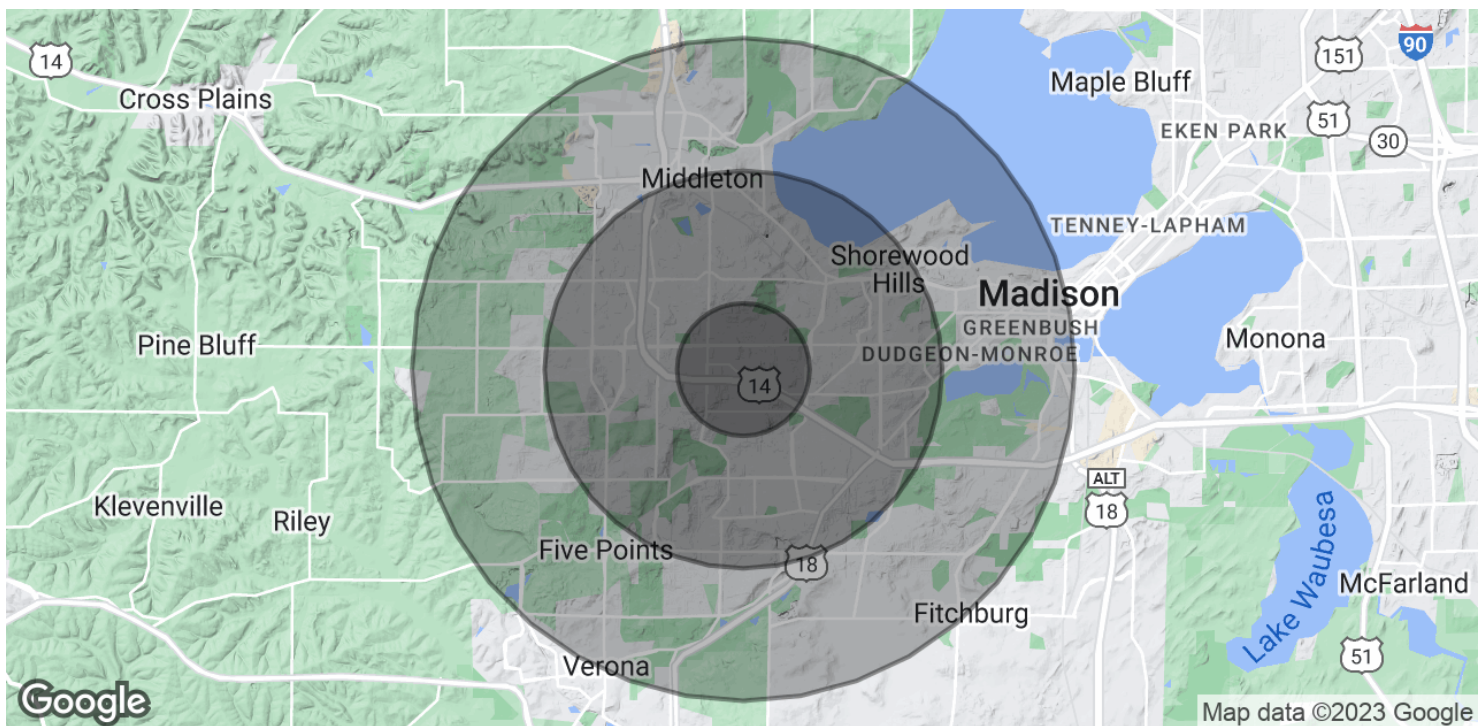 14
Cross Plains
Maple Bluff
151
90
51
EKEN PARK
30
Middleton
TENNEY-LAPHAM
Shorewood
Hills
Madison
GREENBUSH
Pine Bluff
DUDGEON-MONROE
Monona
14
ALT
18
Klevenville
Riley
Five Points
18
Lake Waubesa
McFarland
Fitchburg
Verona
51
Google
Map data ©2023 Google